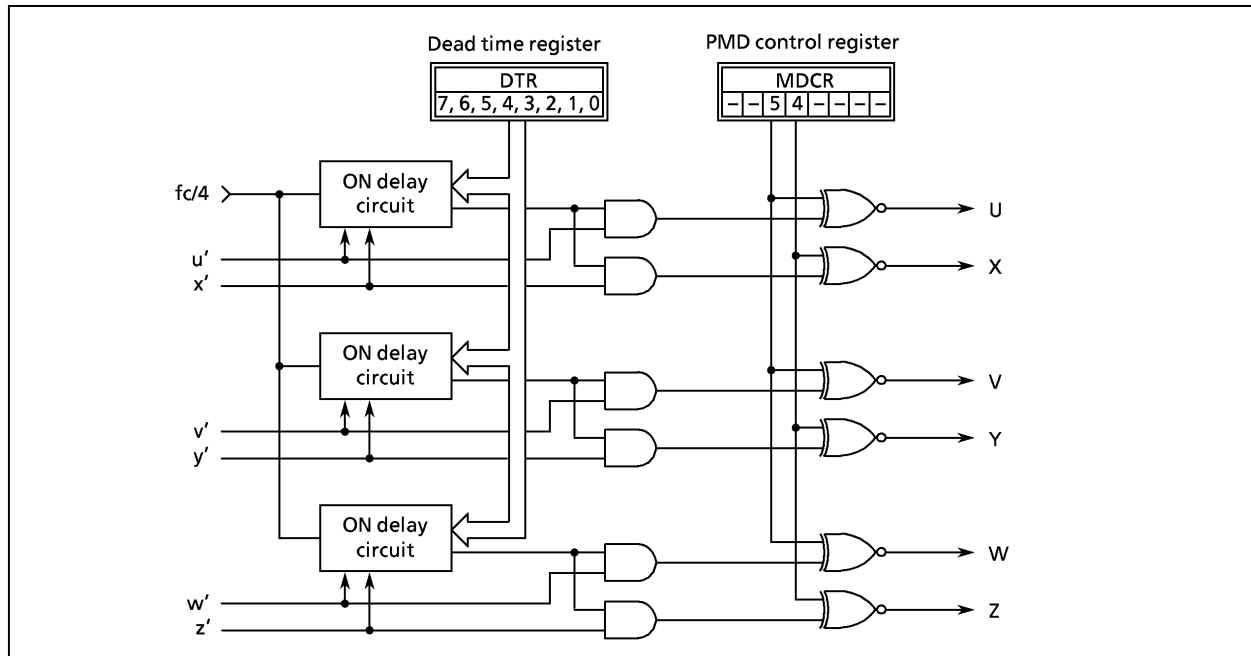 Dead time register
PMD control register
DTR
7, 6, 5, 4, 3, 2, 1, 0
MDCR
– – 5 4 – – – –
fc/4
ON delay
circuit
u’
x’
U
X
ON delay
circuit
v’
y’
V
Y
ON delay
circuit
w’
z’
W
Z